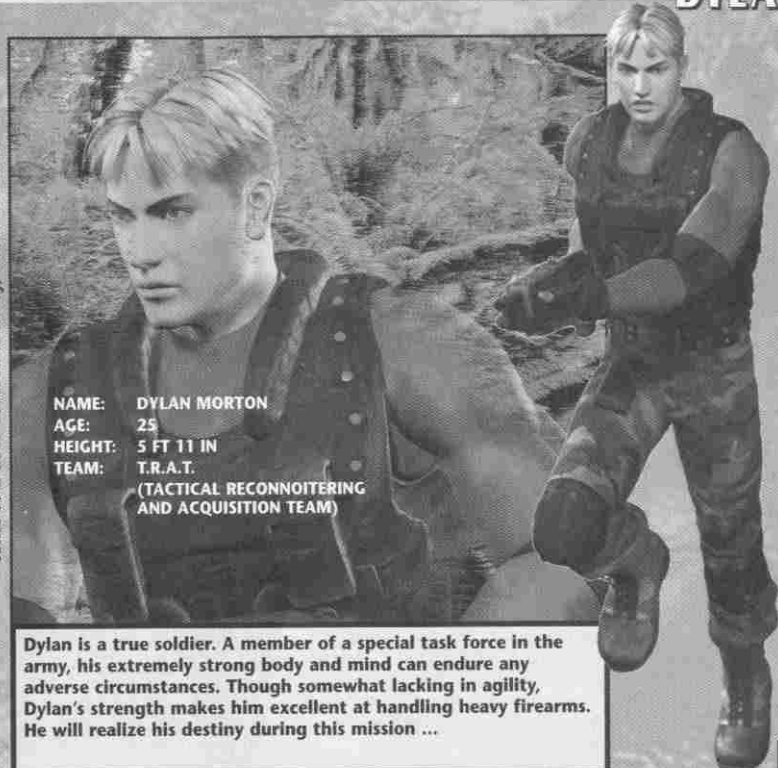 NAME: DYLAN MORTON
AGE: 25
HEIGHT: 5 FT 11 IN
TEAM: T.R.A.T.
(TACTICAL RECONNOITERING
AND ACQUISITION TEAM)
Dylan is a true soldier. A member of a special task force in the
army, his extremely strong body and mind can endure any
adverse circumstances. Though somewhat lacking in agility,
Dylan's strength makes him excellent at handling heavy firearms.
He will realize his destiny during this mission ...